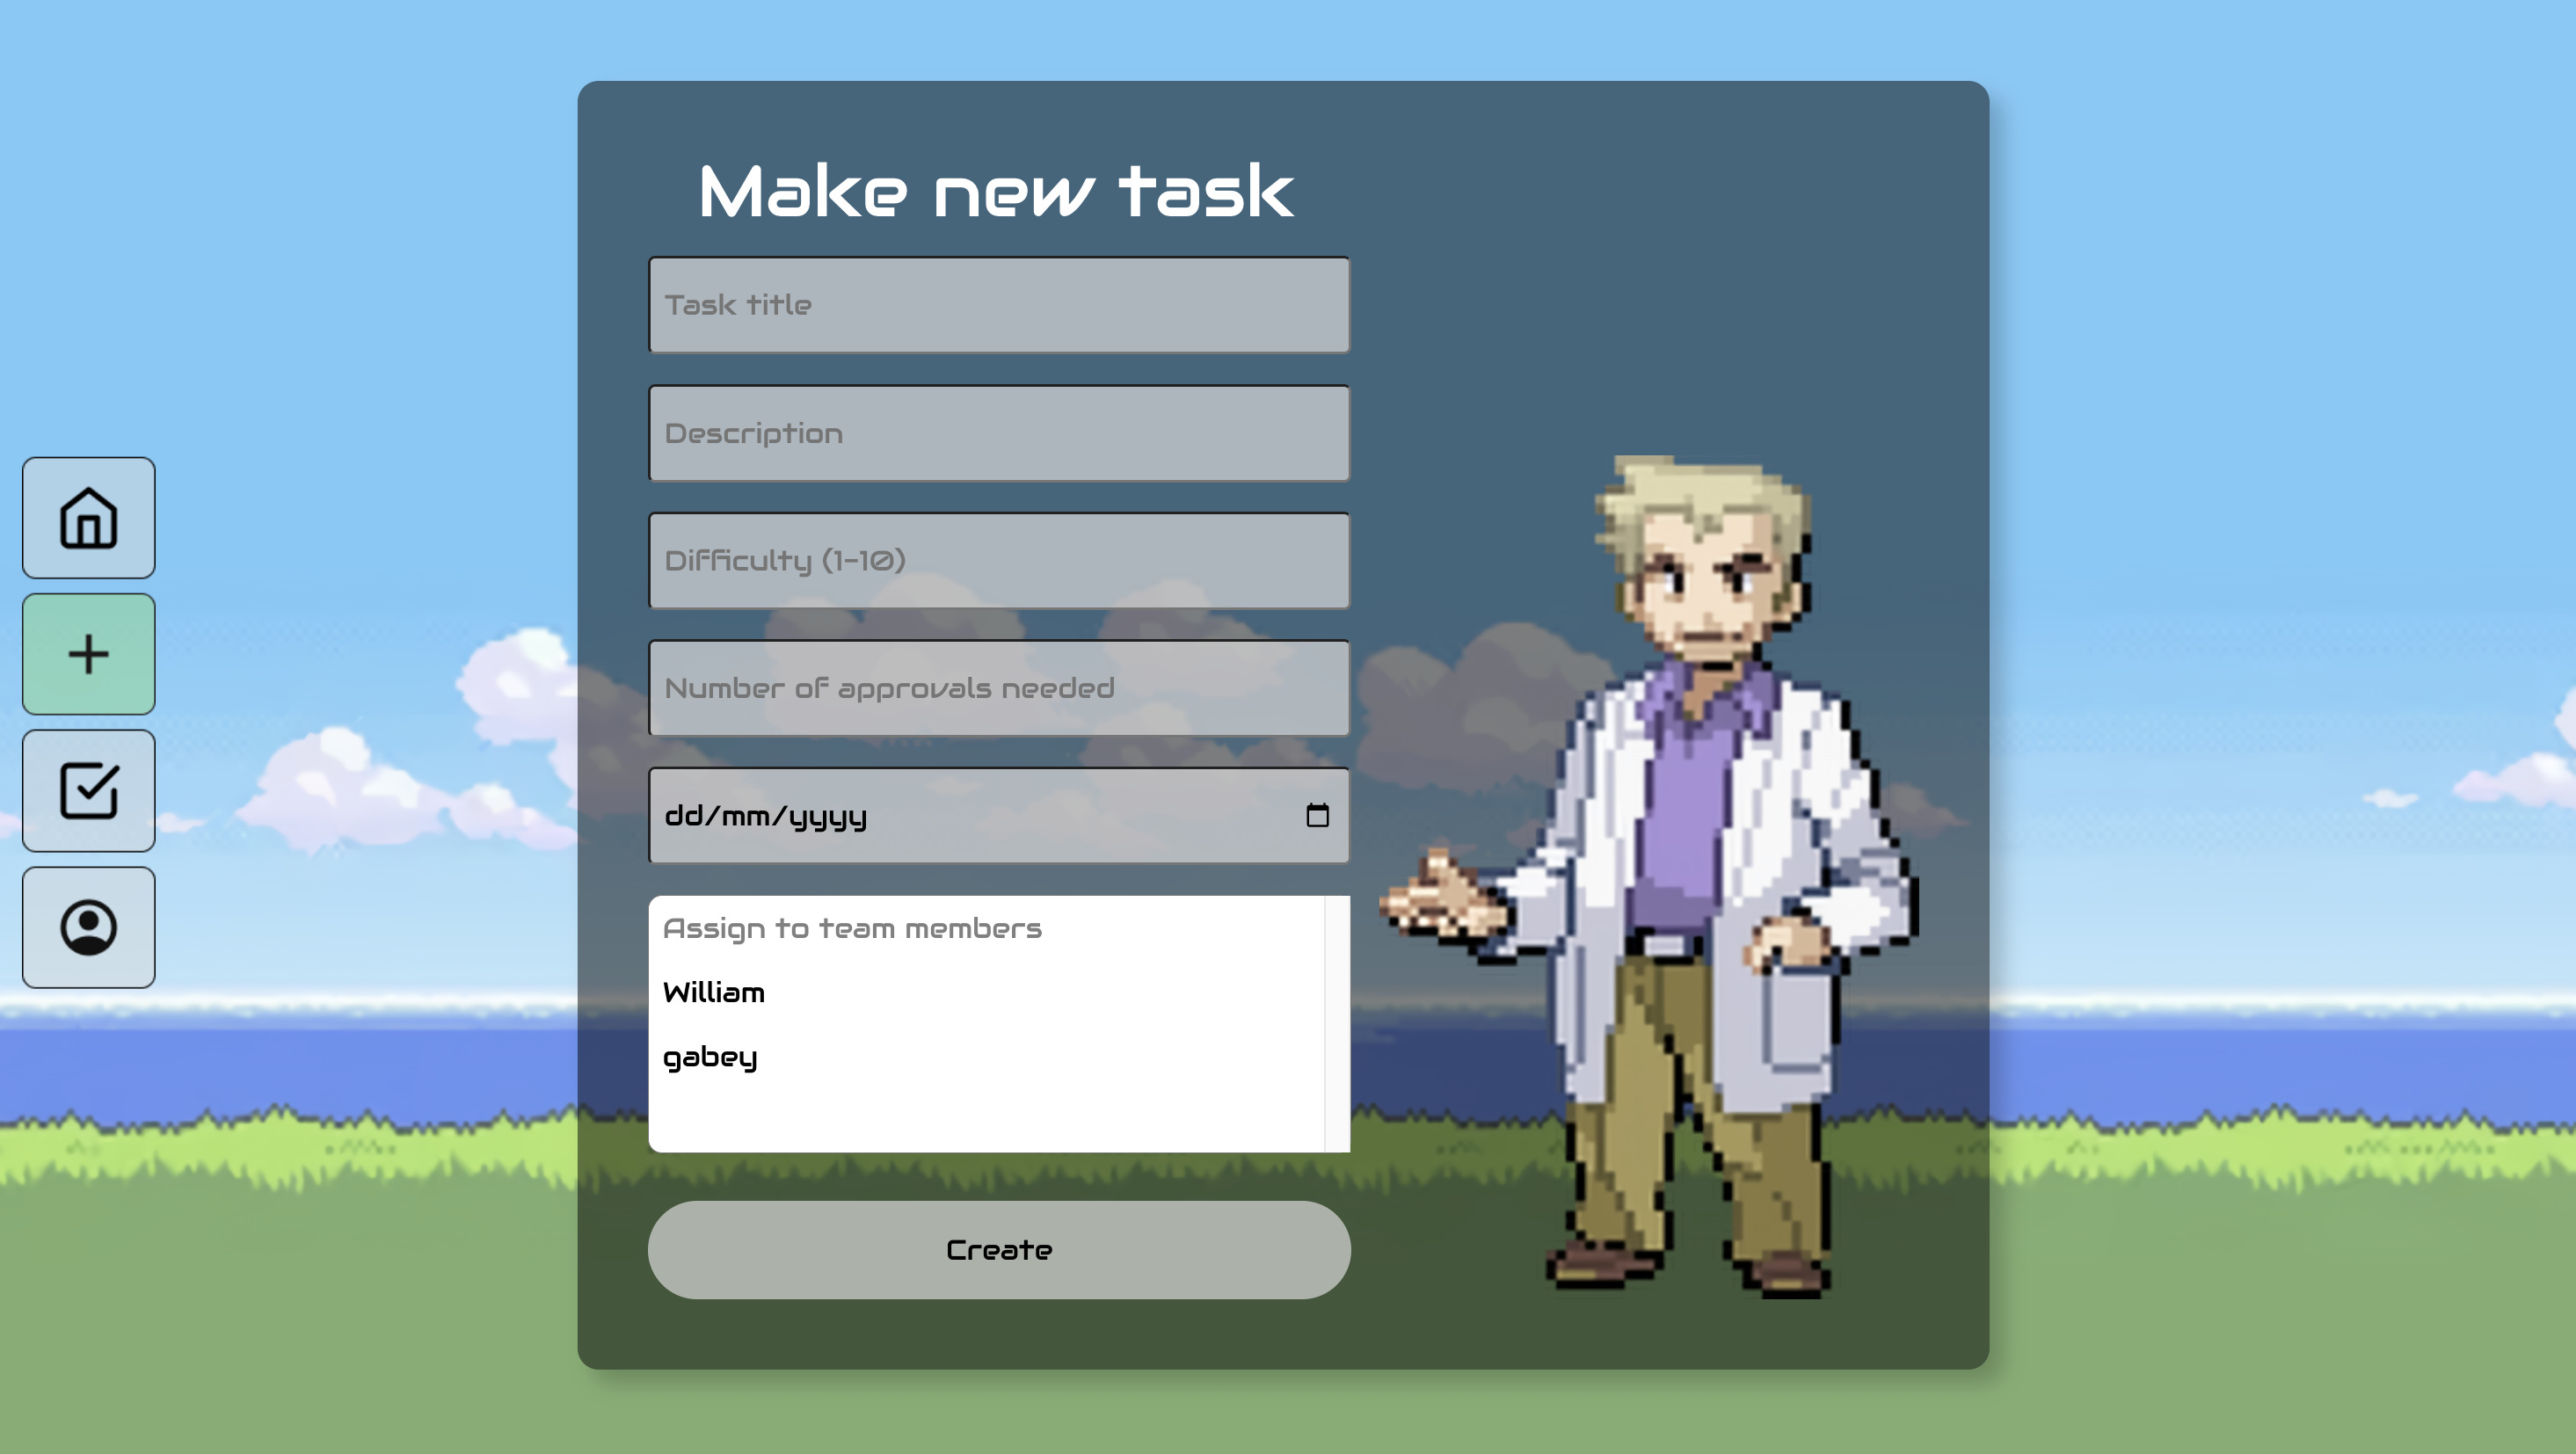 Make new task
Task title
Description
Difficulty (1-10)
Number of approvals needed
dd/mm/yyyy
Assign to team members
William
gabey
Create